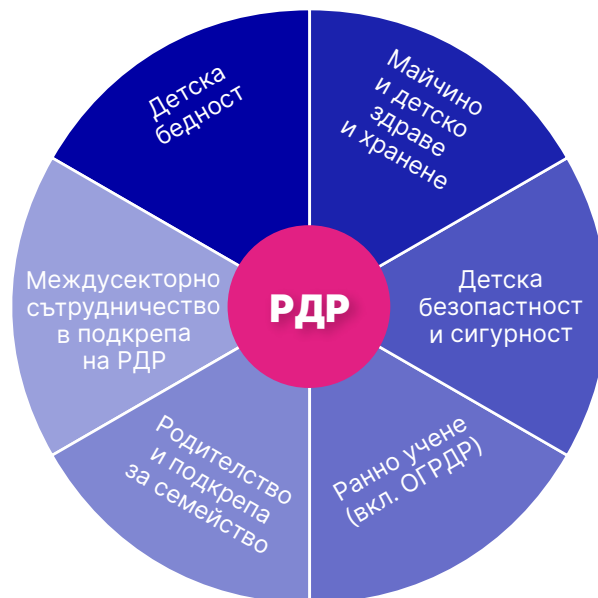 Детска
бедност
Майчино
и детско
здраве
и хранене
Междусекторно
сътрудничество
в подкрепа
на РДР
РДР
Детска
безопастност
и сигурност
Родителство
и подкрепа
за семейство
Ранно учене
(вкл. ОГРДР)